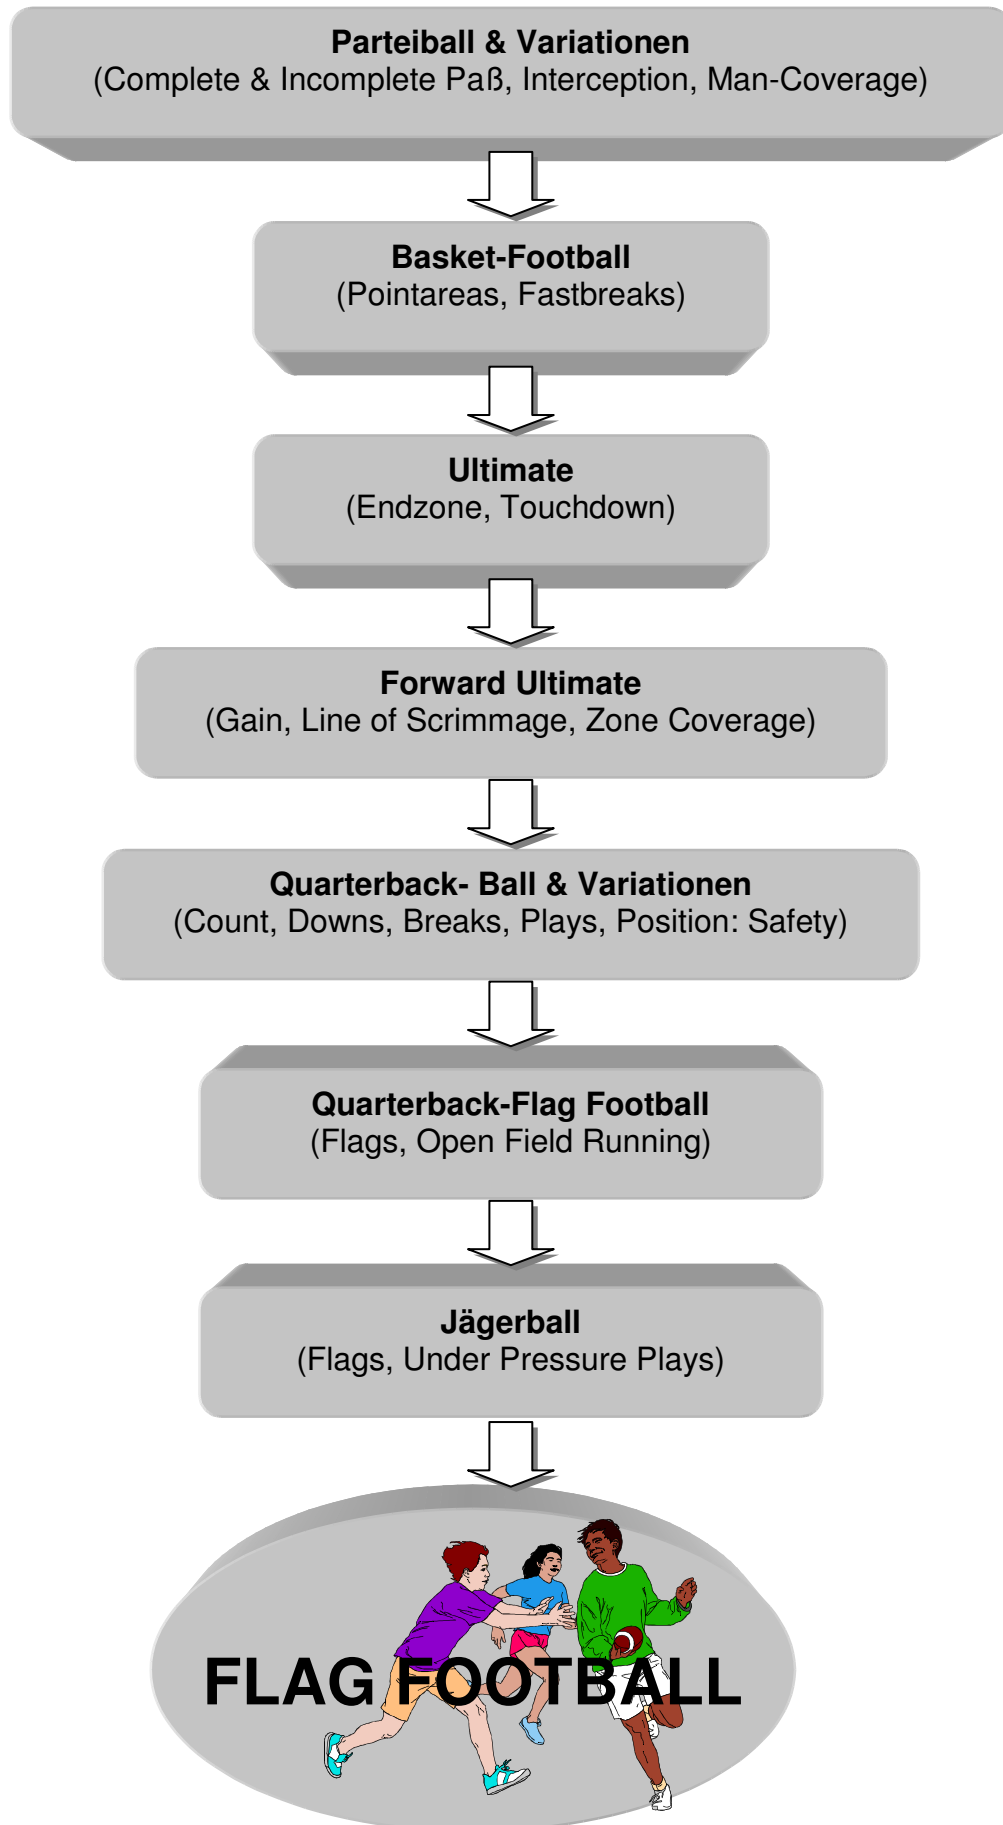 Parteiball & Variationen
(Complete & Incomplete Paß, Interception, Man-Coverage)
Basket-Football
(Pointareas, Fastbreaks)
Ultimate
(Endzone, Touchdown)
Forward Ultimate
(Gain, Line of Scrimmage, Zone Coverage)
Quarterback- Ball & Variationen
(Count, Downs, Breaks, Plays, Position: Safety)
Quarterback-Flag Football
(Flags, Open Field Running)
Jägerball
(Flags, Under Pressure Plays)
FLAG FOOTBALL